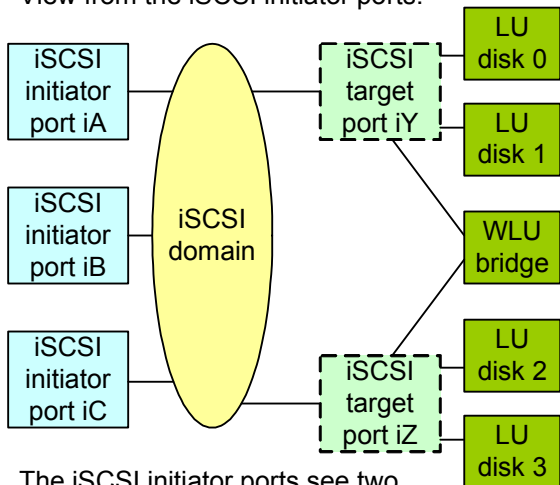 View from the iSCSI initiator ports:
iSCSI
initiator
port iA
iSCSI
initiator
port iB
iSCSI
initiator
port iC
iSCSI
domain
iSCSI
target
port iY
iSCSI
target
port iZ
LU
disk 0
LU
disk 1
WLU
bridge
LU
disk 2
LU
disk 3
The iSCSI initiator ports see two